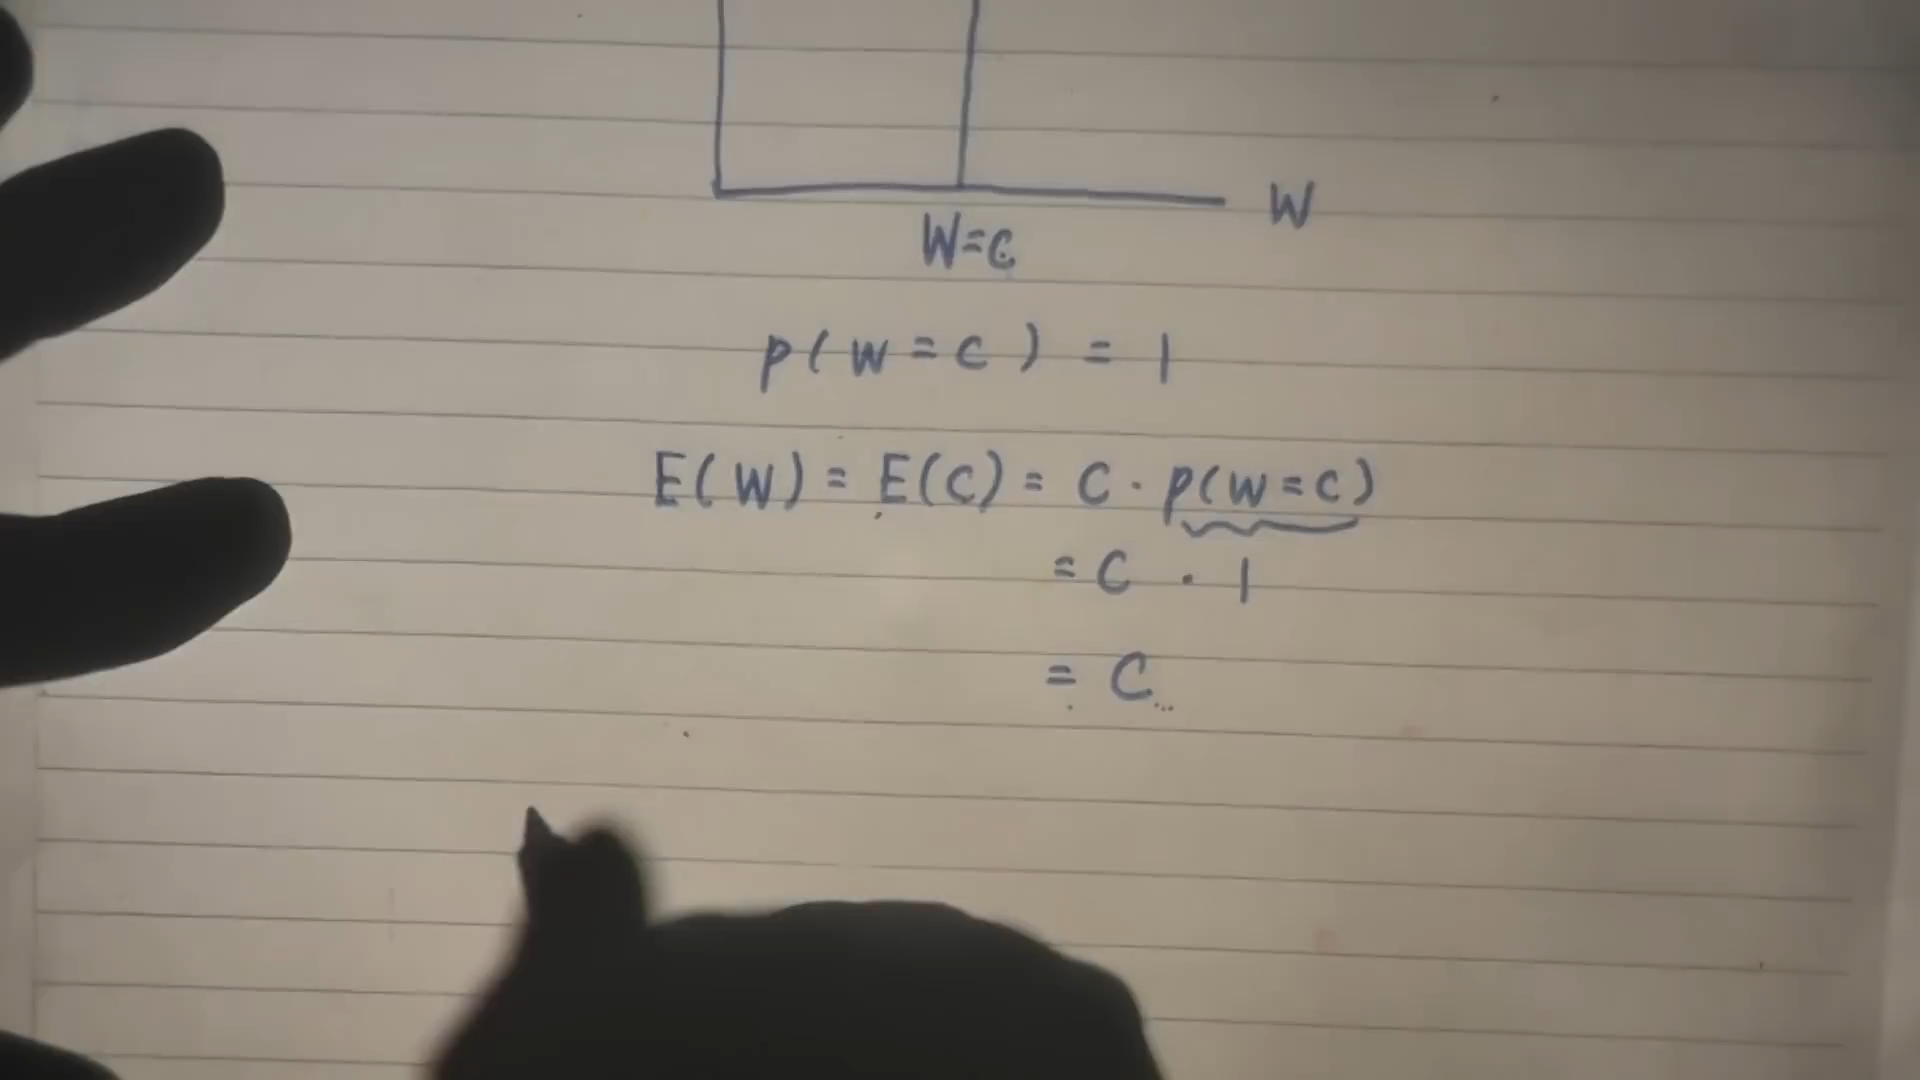 W
W=c
p(w=c) = 1
E(W) = E(C) = C · p(w=c)
= C · 1
= C